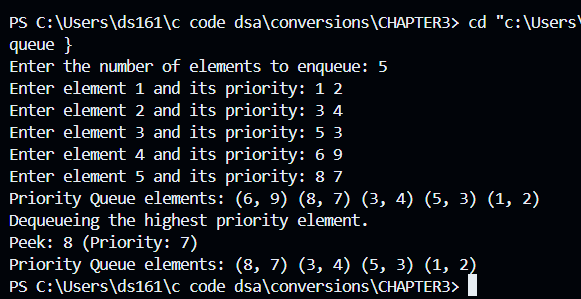 PS C:\Users\ds161\c code dsa\conversions\CHAPTER3> cd "c:\Users\
queue }
Enter the number of elements to enqueue: 5
Enter element 1 and its priority: 1 2
Enter element 2 and its priority: 3 4
Enter element 3 and its priority: 5 3
Enter element 4 and its priority: 6 9
Enter element 5 and its priority: 8 7
Priority Queue elements: (6, 9) (8, 7) (3, 4) (5, 3) (1, 2)
Dequeueing the highest priority element.
Peek: 8 (Priority: 7)
Priority Queue elements: (8, 7) (3, 4) (5, 3) (1, 2)
PS C:\Users\ds161\c code dsa\conversions\CHAPTER3>